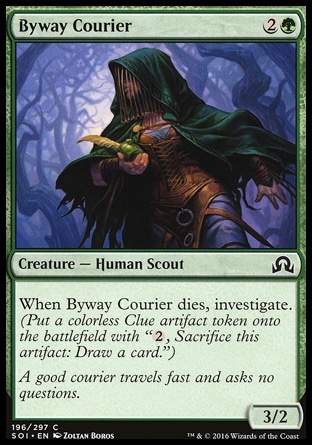 Byway Courier 2
Creature — Human Scout
When Byway Courier dies, investigate.
(Put a colorless Clue artifact token onto
the battlefield with “2, Sacrifice this
artifact: Draw a card.”)
A good courier travels fast and asks no
questions.
3/2
196/297 C
SOI • EN Zoltan Boros ™ & © 2016 Wizards of the Coast